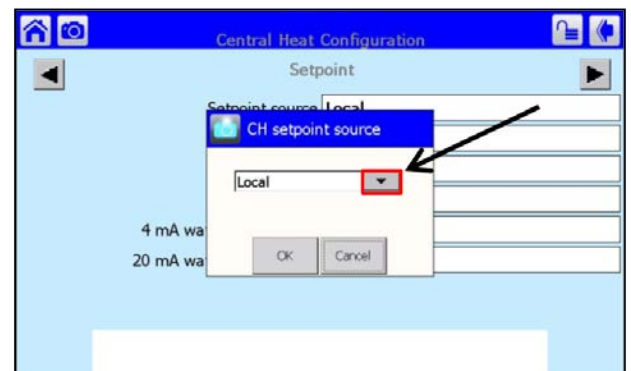 Central Heat Configuration
Setpoint
Setpoint source Local
CH setpoint source
Local
4 mA wa
20 mA wa
OK
Cancel